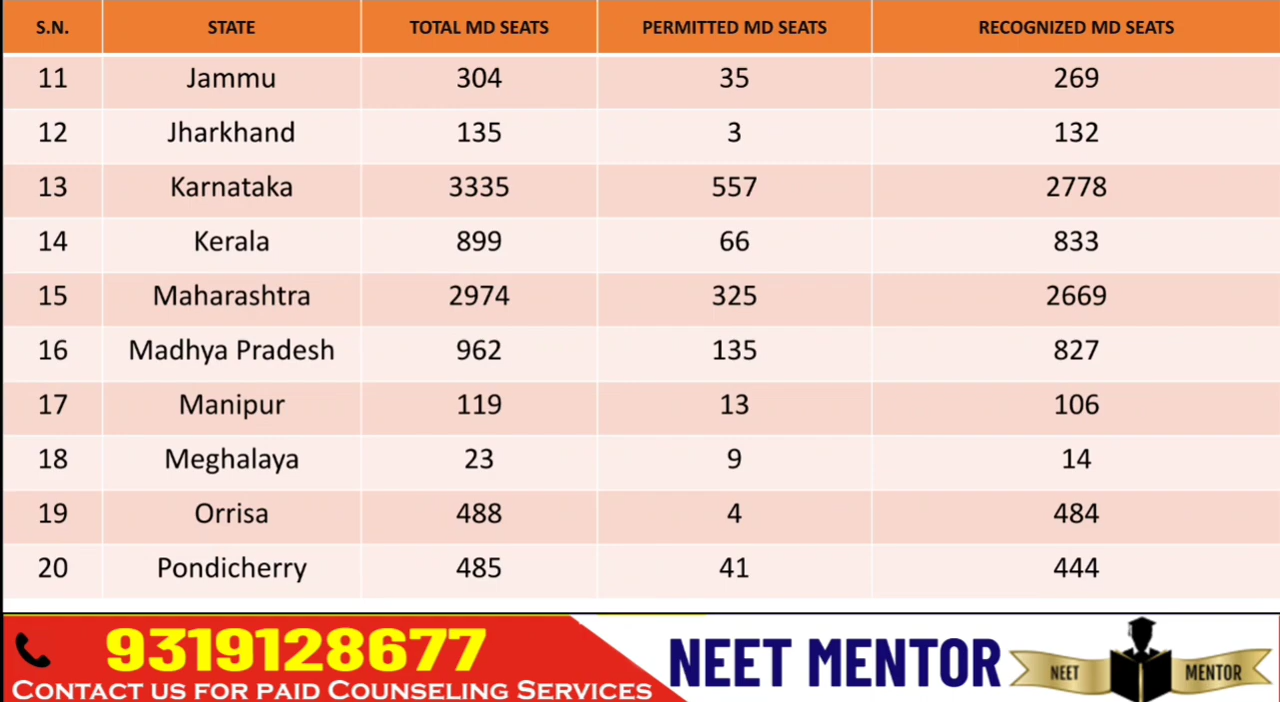 S.N. STATE TOTAL MD SEATS PERMITTED MD SEATS RECOGNIZED MD SEATS
11 Jammu 304 35 269
12 Jharkhand 135 3 132
13 Karnataka 3335 557 2778
14 Kerala 899 66 833
15 Maharashtra 2974 325 2669
16 Madhya Pradesh 962 135 827
17 Manipur 119 13 106
18 Meghalaya 23 9 14
19 Orrisa 488 4 484
20 Pondicherry 485 41 444
9319128677
CONTACT US FOR PAID COUNSELING SERVICES
NEET MENTOR
NEET MENTOR